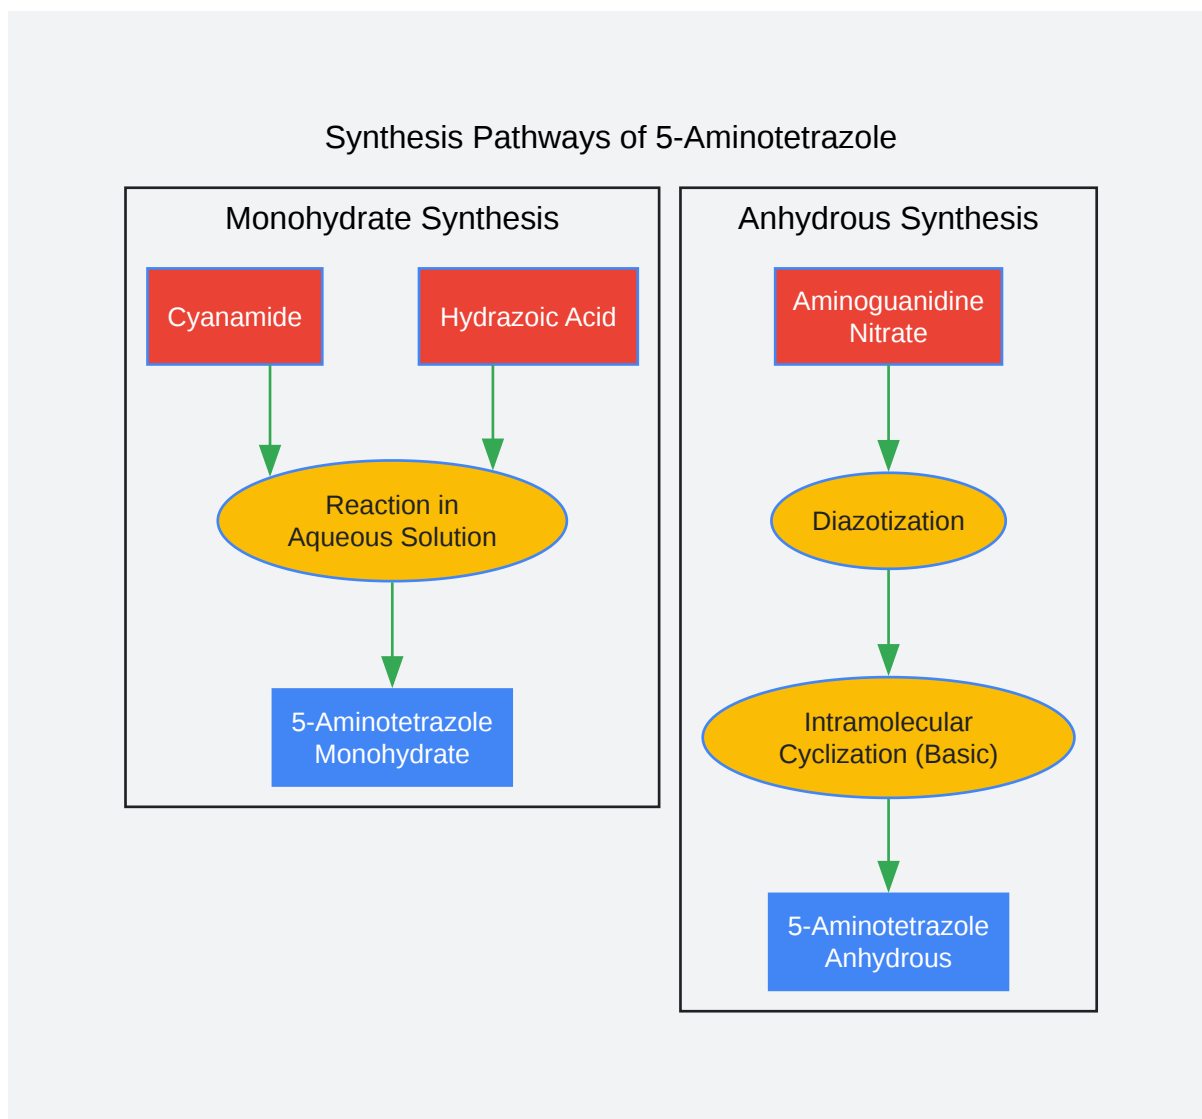 Synthesis Pathways of 5-Aminotetrazole
Monohydrate Synthesis
Cyanamide
Hydrazoic Acid
Reaction in
Aqueous Solution
5-Aminotetrazole
Monohydrate
Anhydrous Synthesis
Aminoguanidine
Nitrate
Diazotization
Intramolecular
Cyclization (Basic)
5-Aminotetrazole
Anhydrous